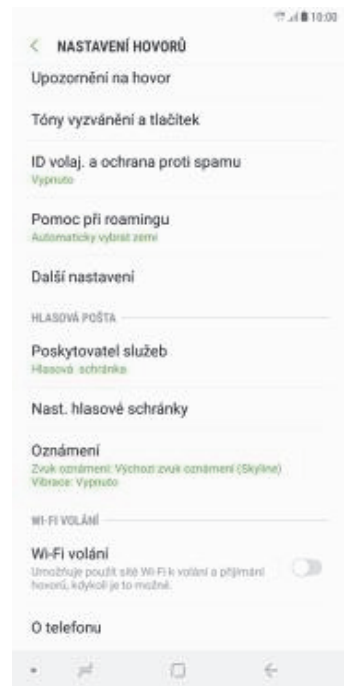 10:00
NASTAVENÍ HOVORŮ
Upozornění na hovor
Tóny vyzvánění a tlačítek
ID volaj. a ochrana proti spamu
Vypnuto
Pomoc při roamingu
Automaticky vybrat zemi
Další nastavení
HLASOVÁ POŠTA
Poskytovatel služeb
Hlasová schránka
Nast. hlasové schránky
Oznámení
Zvuk oznámení: Výchozí zvuk oznámení (Skyline)
Vibrace: Vypnuto
WI-FI VOLÁNÍ
Wi-Fi volání
Umožňuje použít sítě Wi-Fi k volání a přijímání
hovorů, kdykoli je to možné.
O telefonu